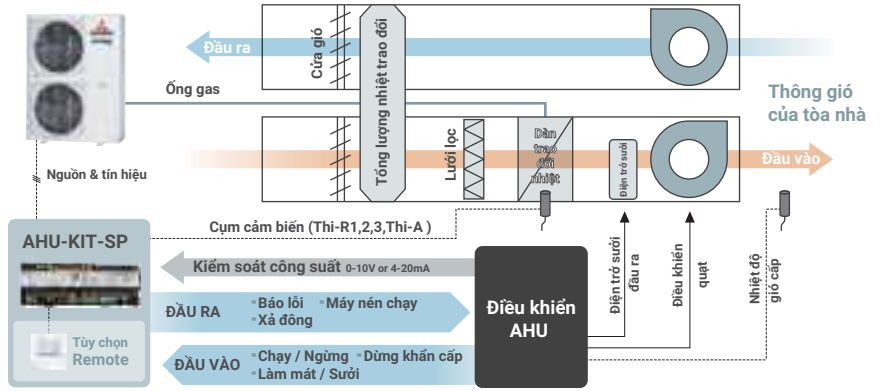 Đầu ra
Cửa gió
Tổng lượng nhiệt trao đổi
Ống gas
Thông gió
của tòa nhà
Lưới lọc
Dàn
trao
đổi
nhiệt
Điện trở sưởi
Đầu vào
Nguồn & tín hiệu
Cụm cảm biến (Thi-R1,2,3,Thi-A )
AHU-KIT-SP
Kiểm soát công suất 0-10V or 4-20mA
ĐẦU RA
Báo lỗi
Máy nén chạy
Xả đông
Điều khiển
AHU
Điện trở sưởi
đầu ra
Điều khiển
quạt
Nhiệt độ
gió cấp
Tùy chọn
Remote
ĐẦU VÀO
Chạy / Ngừng
Dừng khẩn cấp
Làm mát / Sưởi